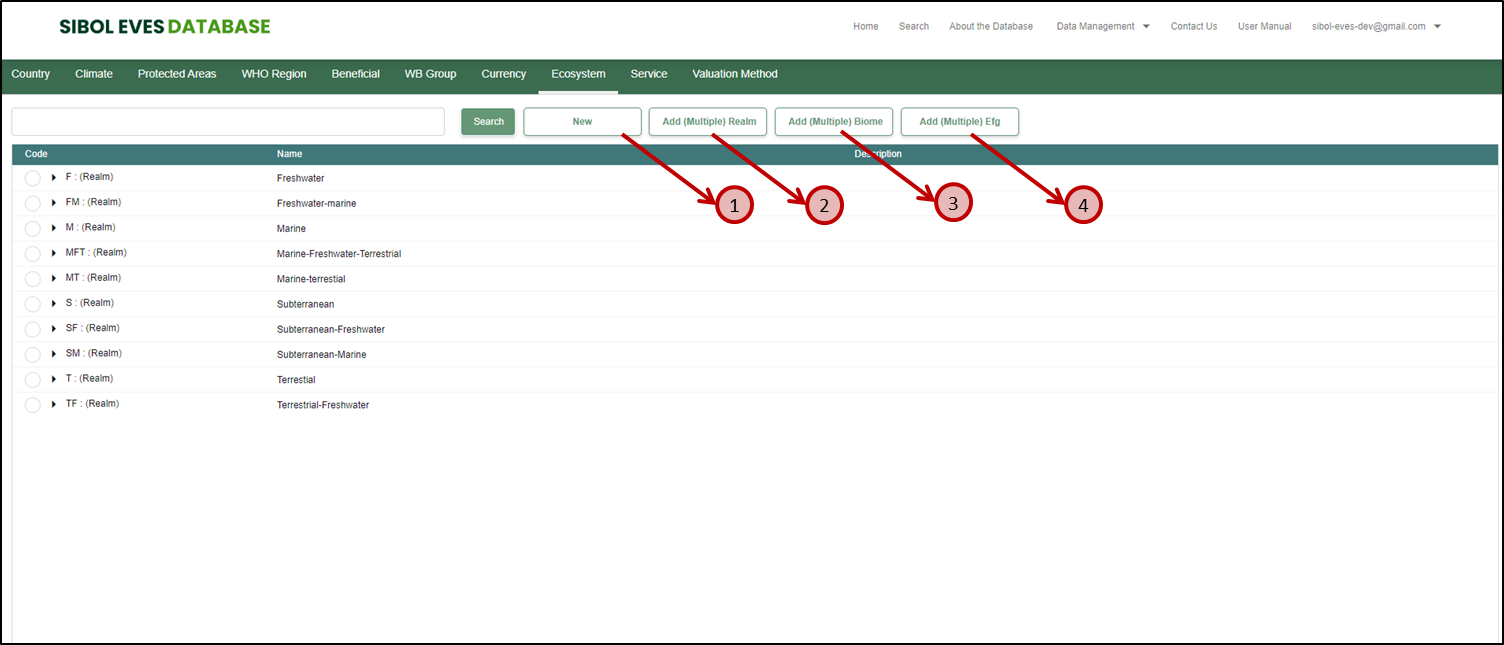 SIBOL EVES DATABASE Home Search About the Database Data Management Contact Us User Manual sibol-eves-dev@gmail.com
Country Climate Protected Areas WHO Region Beneficial WB Group Currency Ecosystem Service Valuation Method
Search New Add (Multiple) Realm Add (Multiple) Biome Add (Multiple) Efg
Code Name Description
F : (Realm) Freshwater
FM : (Realm) Freshwater-marine
M : (Realm) Marine
MFT : (Realm) Marine-Freshwater-Terrestrial
MT : (Realm) Marine-terrestial
S : (Realm) Subterranean
SF : (Realm) Subterranean-Freshwater
SM : (Realm) Subterranean-Marine
T : (Realm) Terrestial
TF : (Realm) Terrestrial-Freshwater
1 2 3 4